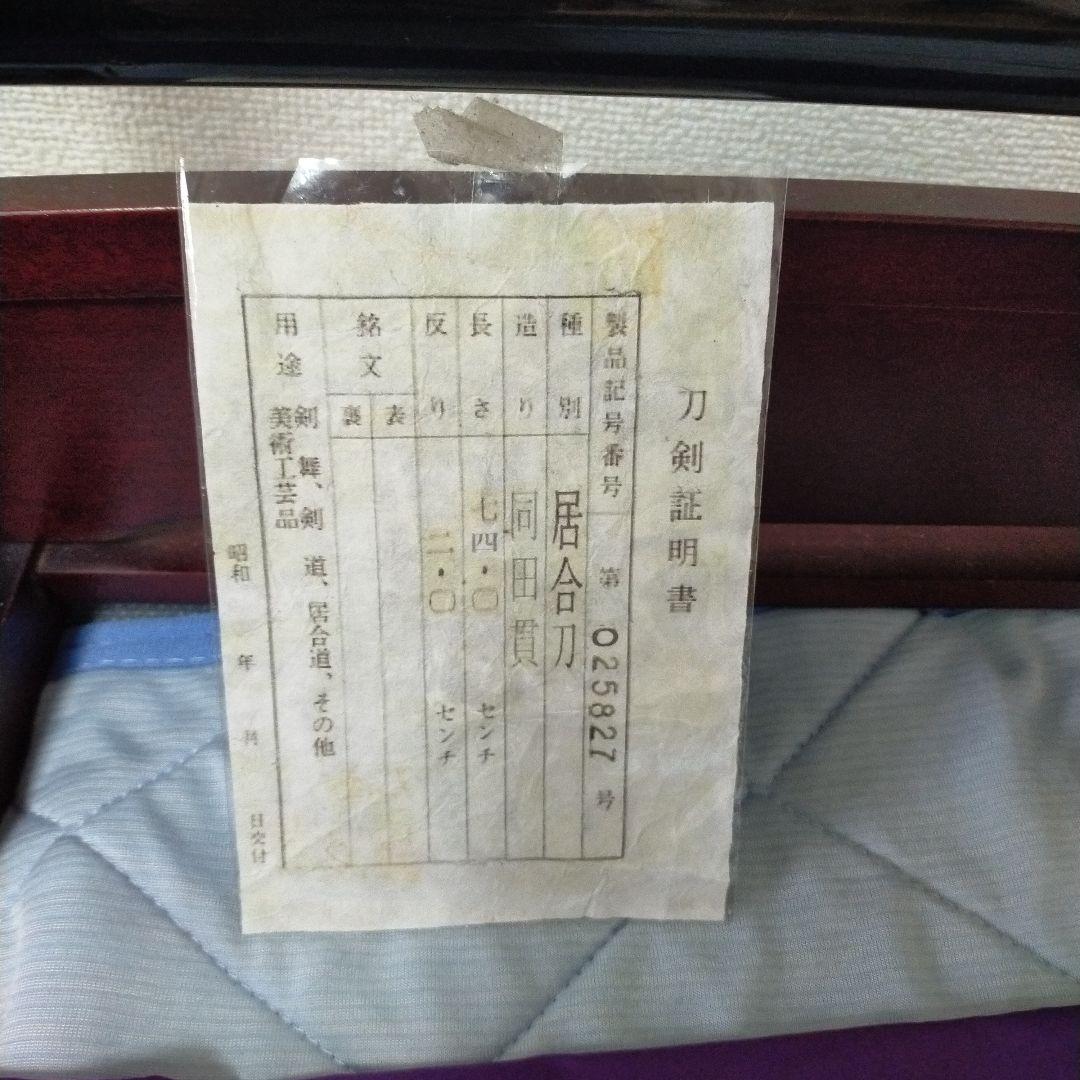 刀剣証明書
製品記号番号 第 025827 号
種別 居合刀
造り 同田貫
長さ 七四・〇 センチ
反り 二・〇 センチ
銘文 表
裏
用途 剣舞、剣道、居合道、その他
美術工芸品
昭和 年 月 日交付